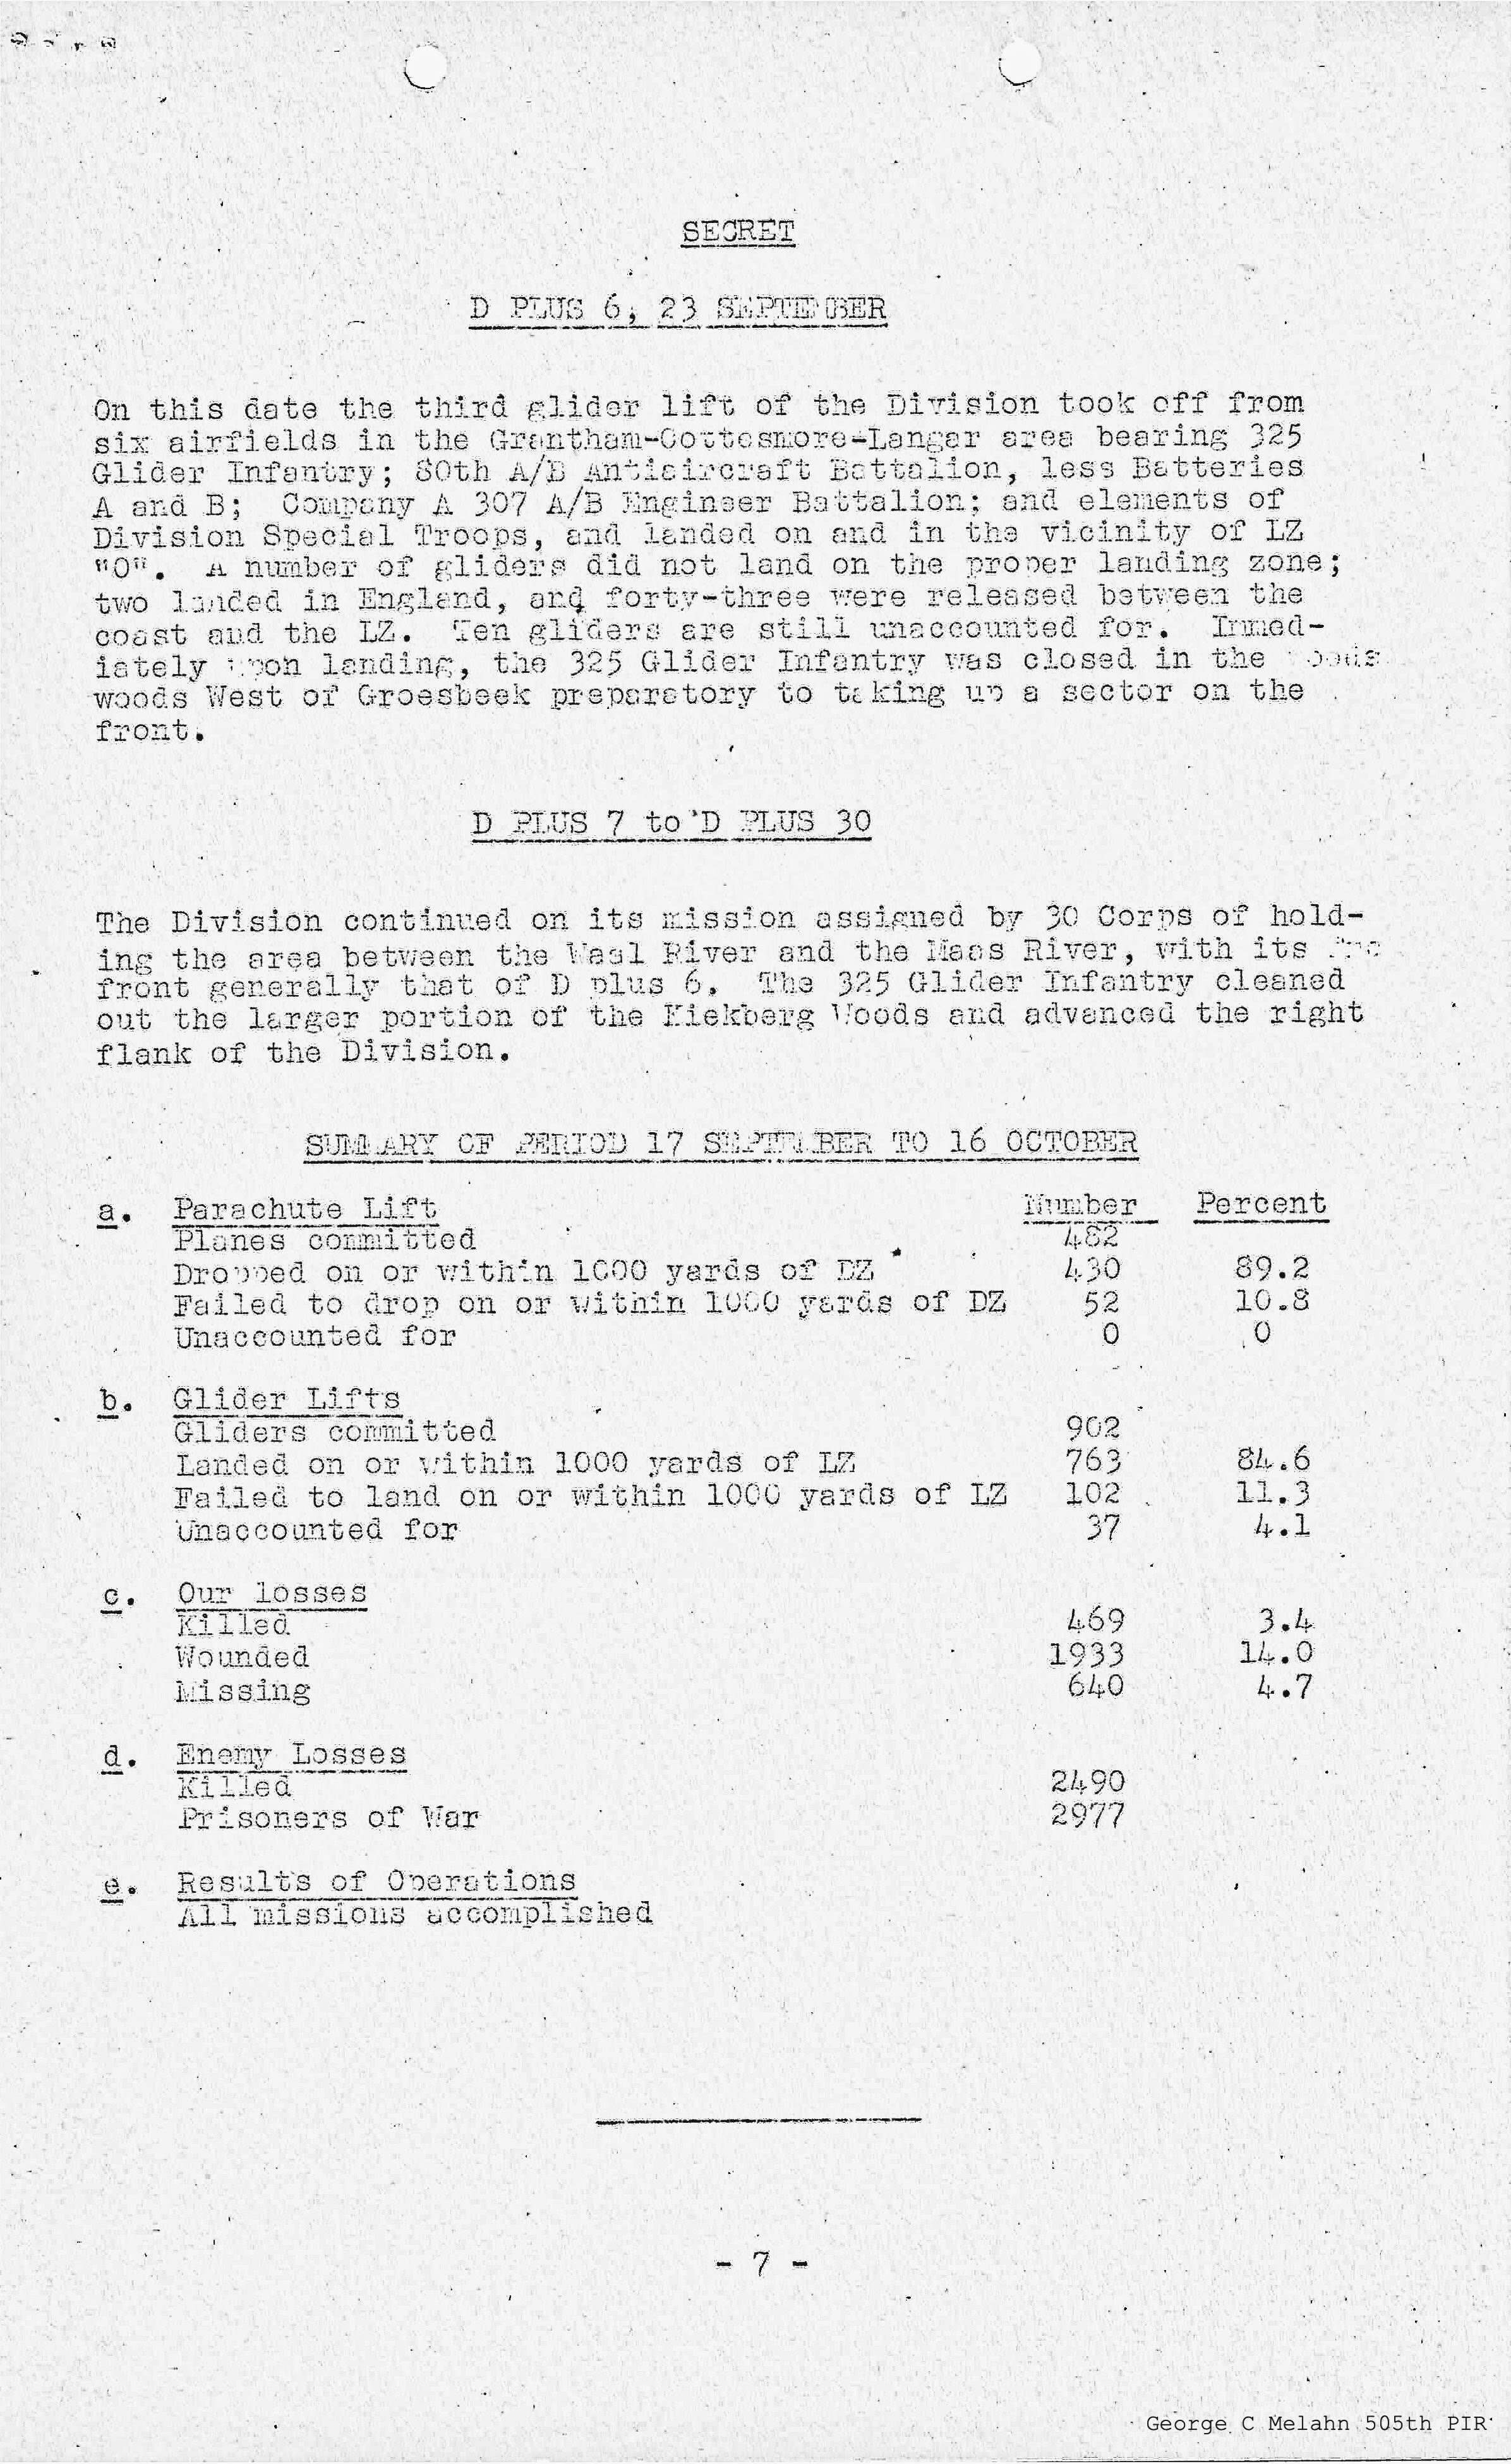 SECRET
D PLUS 6, 23 SEPTEMBER
On this date the third glider lift of the Division took off from
six airfields in the Grantham-Cottesmore-Langar area bearing 325
Glider Infantry; 80th A/B Antiaircraft Battalion, less Batteries
A and B; Company A 307 A/B Engineer Battalion; and elements of
Division Special Troops, and landed on and in the vicinity of LZ
"O". A number of gliders did not land on the proper landing zone;
two landed in England, and forty-three were released between the
coast and the LZ. Ten gliders are still unaccounted for. Immed-
iately upon landing, the 325 Glider Infantry was closed in the
woods West of Groesbeek preparatory to taking up a sector on the
front.
D PLUS 7 to D PLUS 30
The Division continued on its mission assigned by 30 Corps of hold-
ing the area between the Waal River and the Maas River, with its
front generally that of D plus 6. The 325 Glider Infantry cleaned
out the larger portion of the Kiekberg Woods and advanced the right
flank of the Division.
SUMMARY OF PERIOD 17 SEPTEMBER TO 16 OCTOBER
a. Parachute Lift Number Percent
Planes committed 482
Dropped on or within 1000 yards of DZ 430 89.2
Failed to drop on or within 1000 yards of DZ 52 10.8
Unaccounted for 0 0
b. Glider Lifts
Gliders committed 902
Landed on or within 1000 yards of LZ 763 84.6
Failed to land on or within 1000 yards of LZ 102 11.3
Unaccounted for 37 4.1
c. Our losses
Killed 469 3.4
Wounded 1933 14.0
Missing 640 4.7
d. Enemy Losses
Killed 2490
Prisoners of War 2977
e. Results of Operations
All missions accomplished
- 7 -
George C Melahn 505th PIR